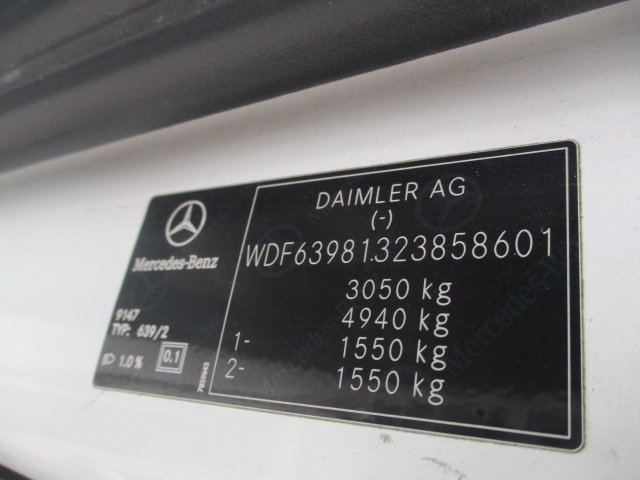 DAIMLER AG
(-)
WDF63981323858601
3050 kg
4940 kg
1- 1550 kg
2- 1550 kg
Mercedes-Benz
9147
TYP: 639/2
1.0 % 0.1